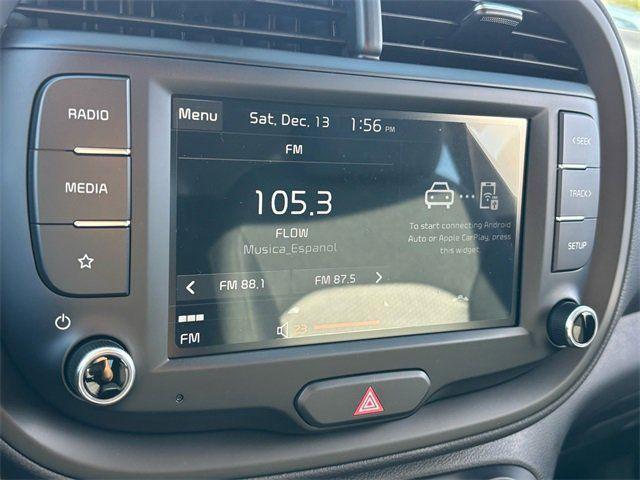 RADIO
MEDIA
Menu
Sat, Dec. 13 1:56 PM
FM
105.3
FLOW
Musica_Espanol
To start connecting Android
Auto or Apple CarPlay, press
this widget.
FM 88.1 FM 87.5
FM
23
< SEEK
TRACK>
SETUP